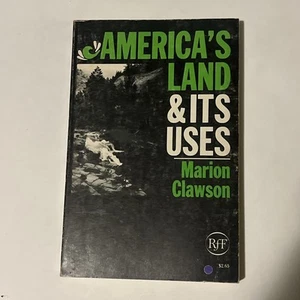 AMERICA'S
LAND
& ITS
USES
Marion
Clawson
RfF